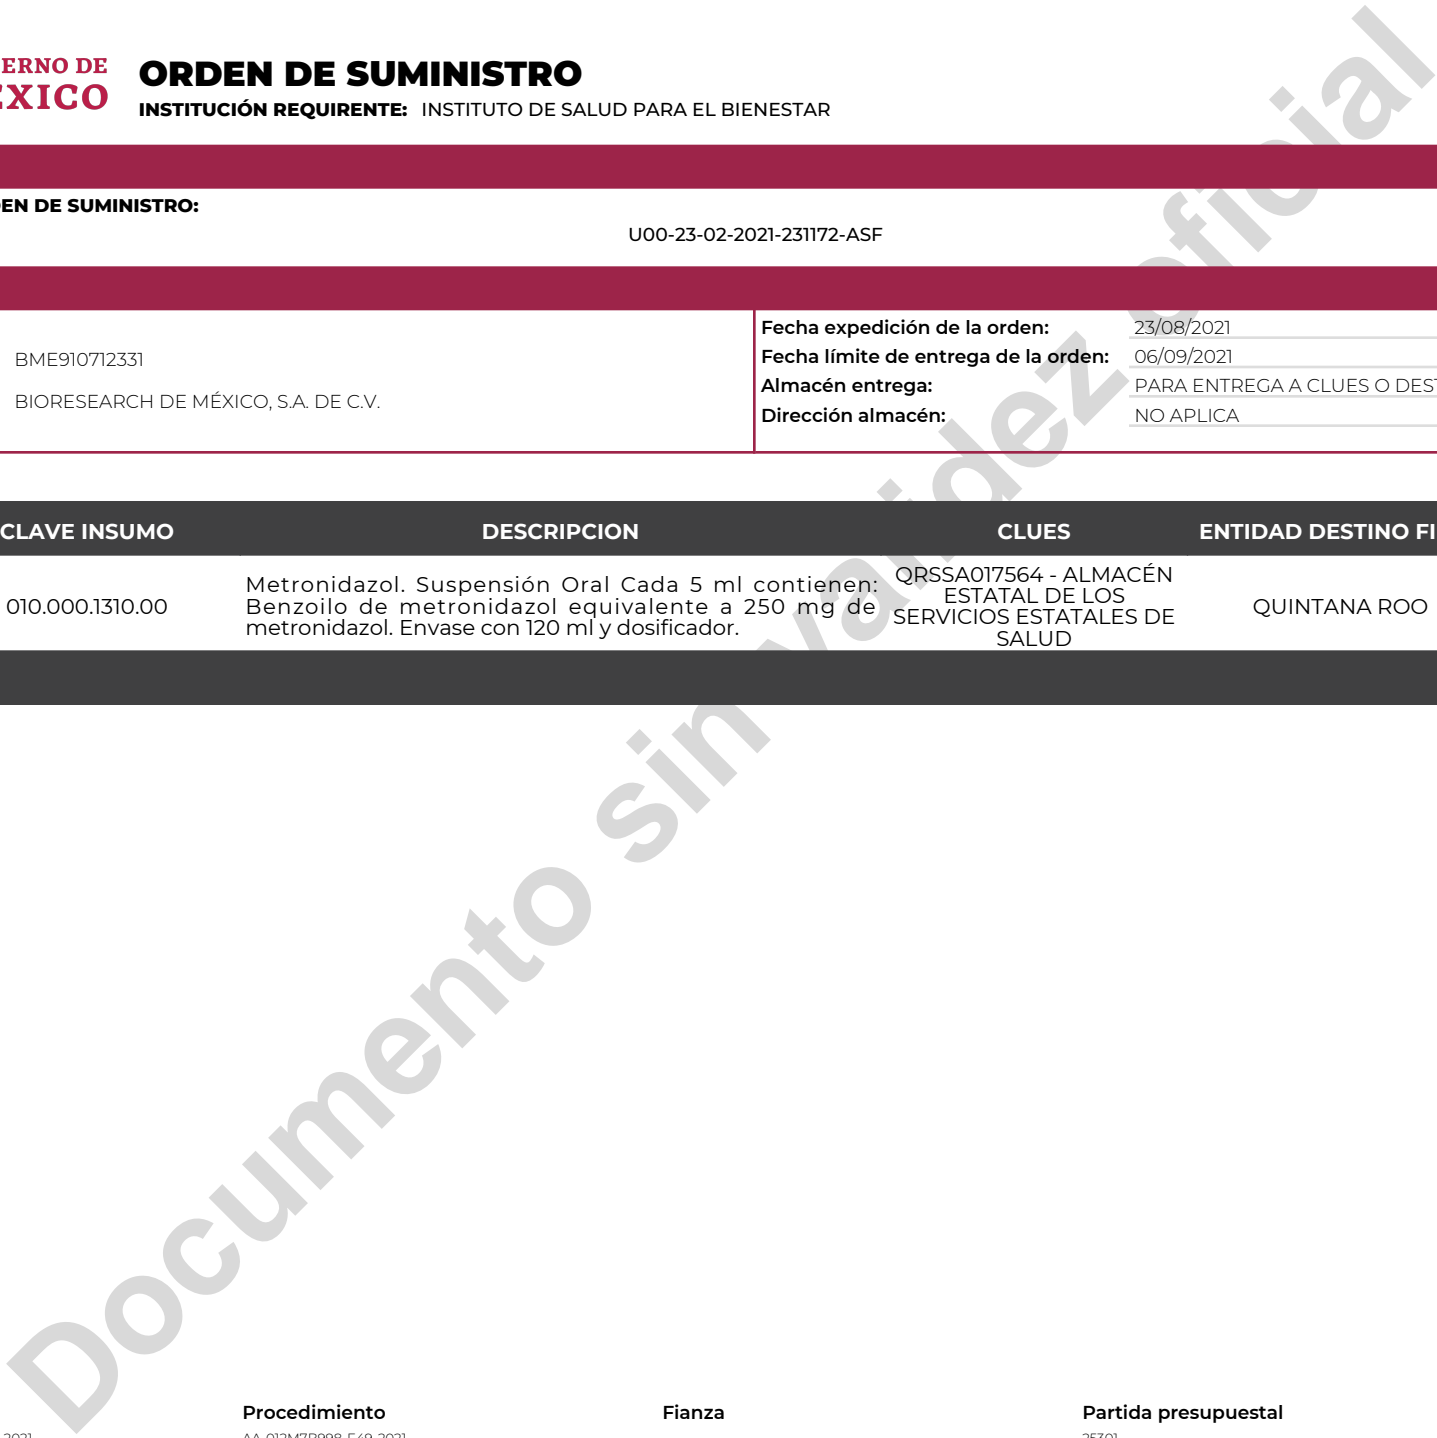 ERNO DE
ÉXICO
ORDEN DE SUMINISTRO
INSTITUCIÓN REQUIRENTE: INSTITUTO DE SALUD PARA EL BIENESTAR
EN DE SUMINISTRO:
U00-23-02-2021-231172-ASF
BME910712331
BIORESEARCH DE MÉXICO, S.A. DE C.V.
Fecha expedición de la orden: 23/08/2021
Fecha límite de entrega de la orden: 06/09/2021
Almacén entrega: PARA ENTREGA A CLUES O DEST
Dirección almacén: NO APLICA
CLAVE INSUMO DESCRIPCION CLUES ENTIDAD DESTINO FI
010.000.1310.00
Metronidazol. Suspensión Oral Cada 5 ml contienen:
Benzoilo de metronidazol equivalente a 250 mg de
metronidazol. Envase con 120 ml y dosificador.
QRSSA017564 - ALMACÉN
ESTATAL DE LOS
SERVICIOS ESTATALES DE
SALUD
QUINTANA ROO
Documento sin validez oficial
Procedimiento Fianza Partida presupuestal